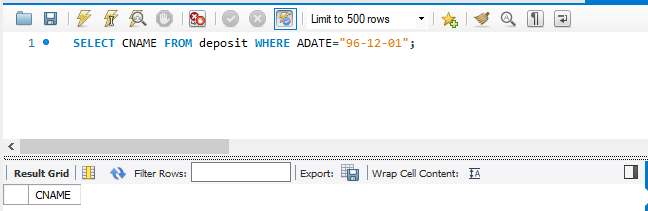 Limit to 500 rows
1 SELECT CNAME FROM deposit WHERE ADATE="96-12-01";
Result Grid Filter Rows: Export: Wrap Cell Content:
CNAME